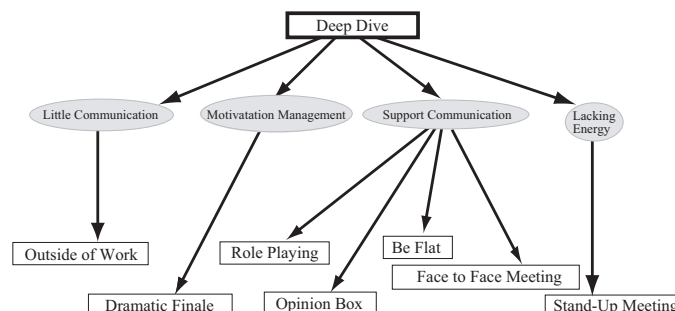 Deep Dive
Little Communication
Motivatation Management
Support Communication
Lacking
Energy
Outside of Work
Role Playing
Be Flat
Face to Face Meeting
Dramatic Finale
Opinion Box
Stand-Up Meeting